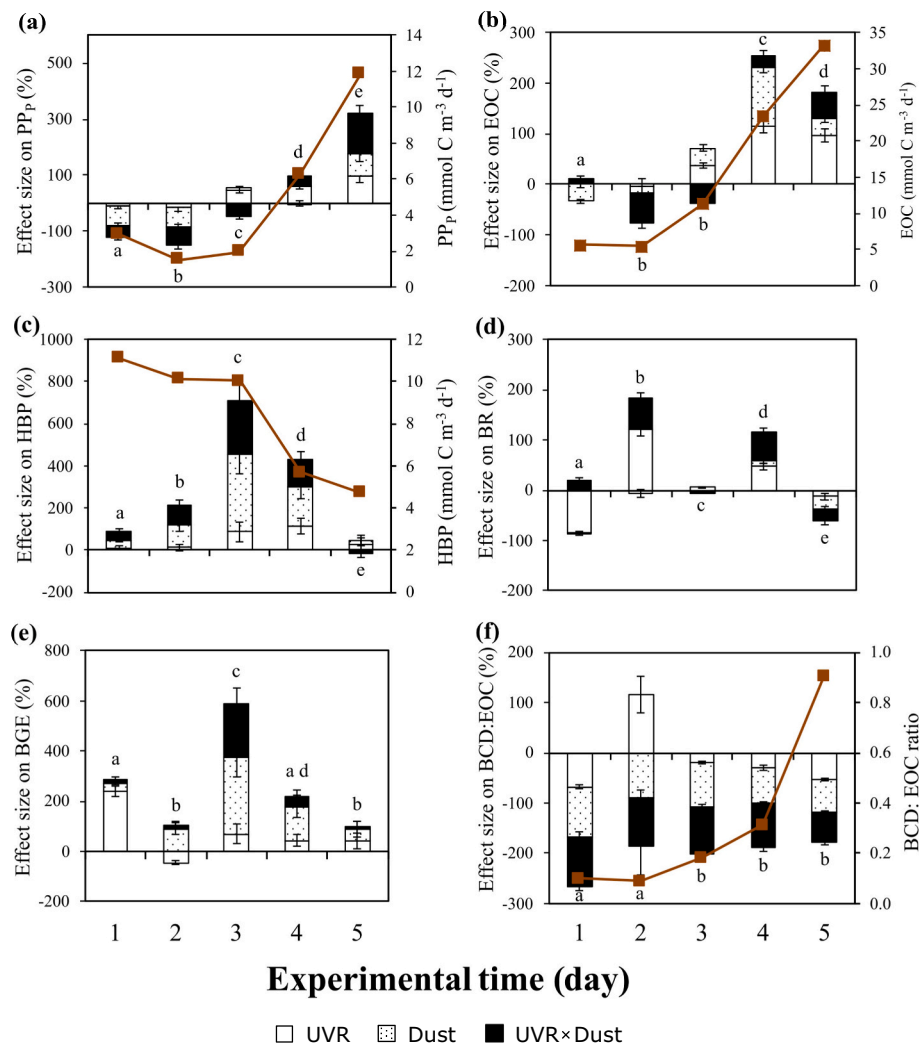 (a)
Effect size on PPP (%)
500
300
100
-100
-300
a
b
c
d
e
14
12
10
8
6
4
2
0
PPP (mmol C m-3 d-1)
(b)
Effect size on EOC (%)
300
200
100
0
-100
-200
a
b
b
c
d
35
30
25
20
15
10
5
0
EOC (mmol C m-3 d-1)
(c)
Effect size on HBP (%)
1000
800
600
400
200
0
-200
a
b
c
d
e
12
10
8
6
4
2
0
HBP (mmol C m-3 d-1)
(d)
Effect size on BR (%)
300
200
100
0
-100
-200
a
b
c
d
e
(e)
Effect size on BGE (%)
800
600
400
200
0
-200
a
b
c
a d
b
1 2 3 4 5
(f)
Effect size on BCD:EOC (%)
200
100
0
-100
-200
-300
a
a
b
b
b
1.0
0.8
0.6
0.4
0.2
0.0
BCD: EOC ratio
1 2 3 4 5
Experimental time (day)
UVR Dust UVR×Dust